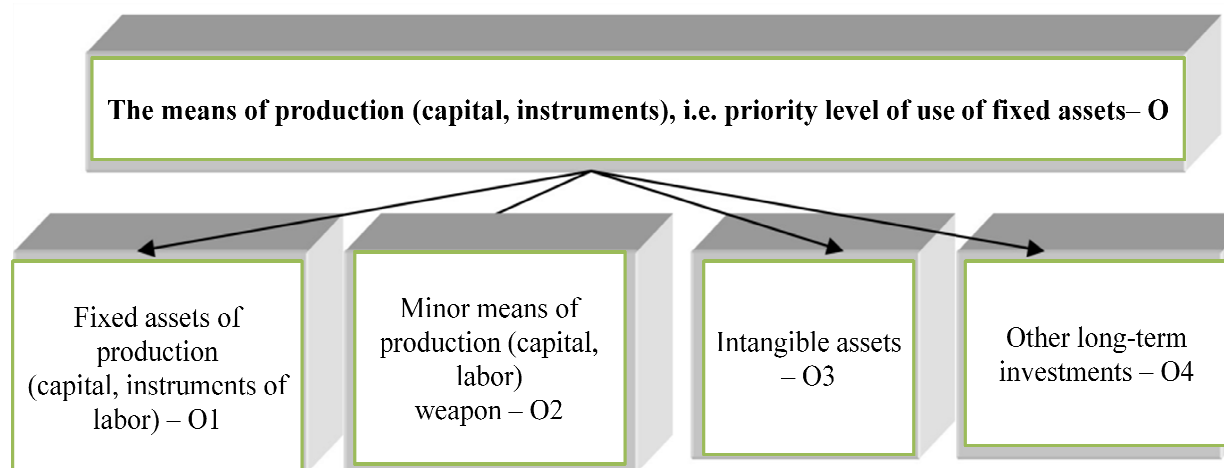 The means of production (capital, instruments), i.e. priority level of use of fixed assets– O
Fixed assets of
production
(capital, instruments of
labor) – O1
Minor means of
production (capital,
labor)
weapon – O2
Intangible assets
– O3
Other long-term
investments – O4